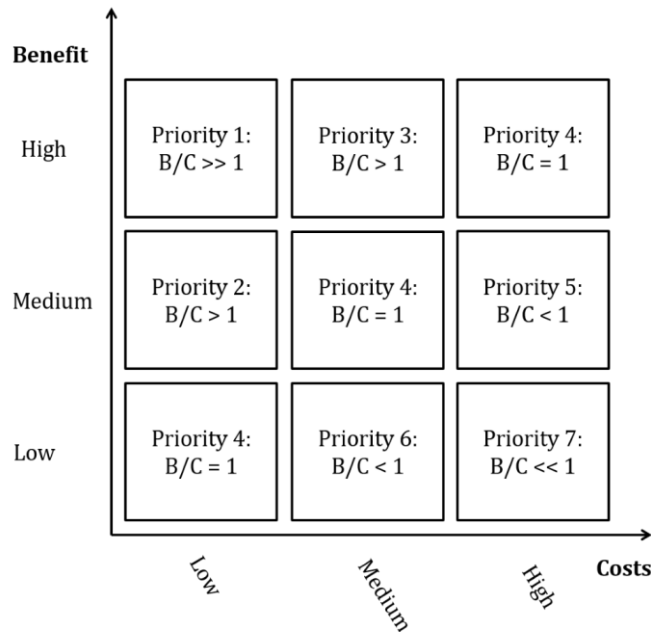 Benefit
High
Priority 1:
B/C >> 1
Priority 3:
B/C > 1
Priority 4:
B/C = 1
Medium
Priority 2:
B/C > 1
Priority 4:
B/C = 1
Priority 5:
B/C < 1
Low
Priority 4:
B/C = 1
Priority 6:
B/C < 1
Priority 7:
B/C << 1
Low
Medium
High
Costs